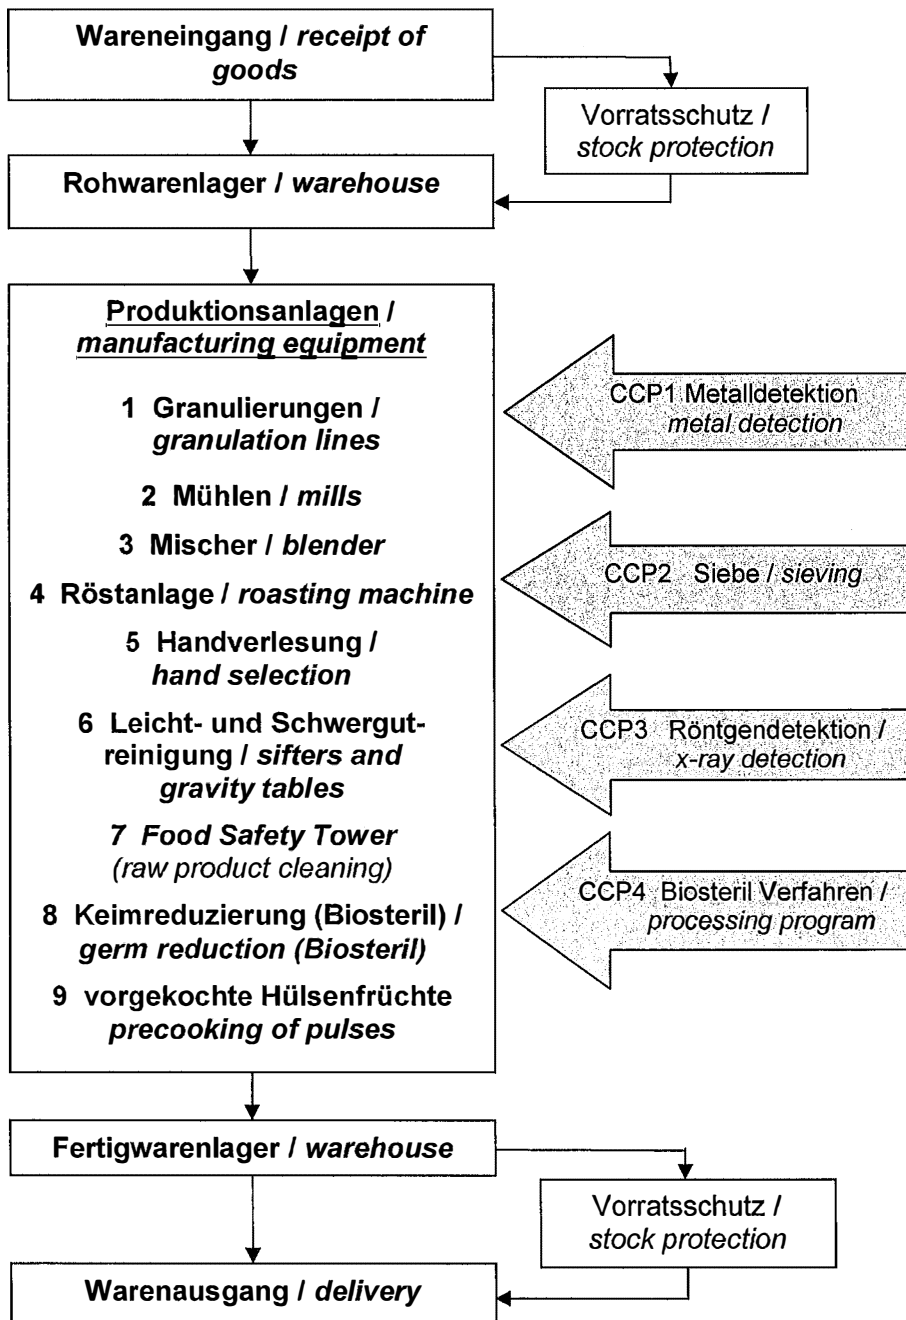 Wareneingang / receipt of
goods
Vorratsschutz /
stock protection
Rohwarenlager / warehouse
Produktionsanlagen /
manufacturing equipment
1 Granulierungen /
granulation lines
2 Mühlen / mills
3 Mischer / blender
4 Röstanlage / roasting machine
5 Handverlesung /
hand selection
6 Leicht- und Schwergut-
reinigung / sifters and
gravity tables
7 Food Safety Tower
(raw product cleaning)
8 Keimreduzierung (Biosteril) /
germ reduction (Biosteril)
9 vorgekochte Hülsenfrüchte
precooking of pulses
CCP1 Metalldetektion
metal detection
CCP2 Siebe / sieving
CCP3 Röntgendetektion /
x-ray detection
CCP4 Biosteril Verfahren /
processing program
Fertigwarenlager / warehouse
Vorratsschutz /
stock protection
Warenausgang / delivery